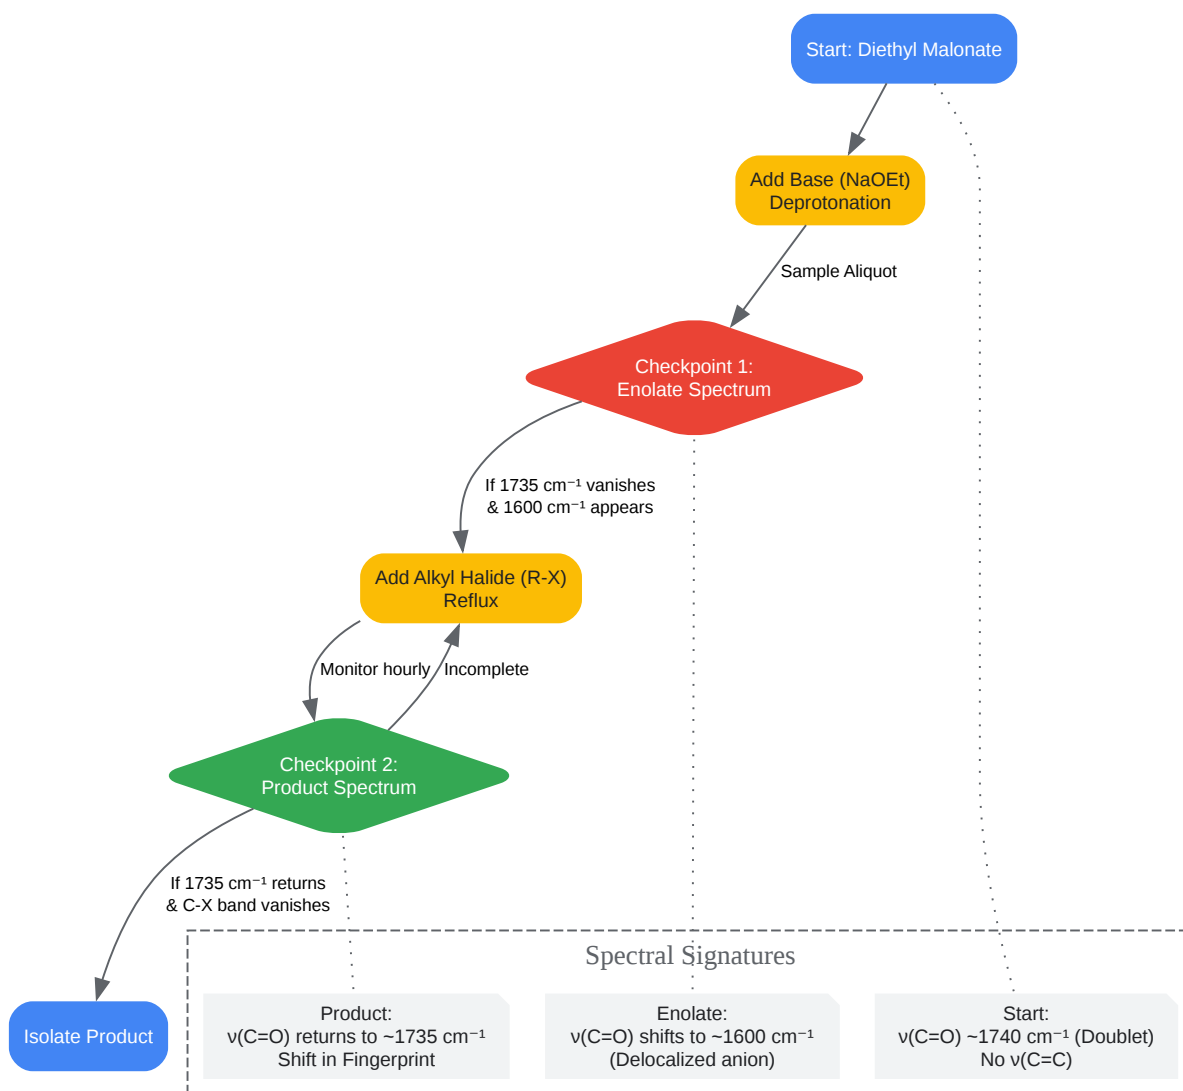 Start: Diethyl Malonate
Add Base (NaOEt)
Deprotonation
Sample Aliquot
Checkpoint 1:
Enolate Spectrum
If 1735 cm⁻¹ vanishes
& 1600 cm⁻¹ appears
Add Alkyl Halide (R-X)
Reflux
Monitor hourly
Incomplete
Checkpoint 2:
Product Spectrum
If 1735 cm⁻¹ returns
& C-X band vanishes
Isolate Product
Spectral Signatures
Product:
ν(C=O) returns to ~1735 cm⁻¹
Shift in Fingerprint
Enolate:
ν(C=O) shifts to ~1600 cm⁻¹
(Delocalized anion)
Start:
ν(C=O) ~1740 cm⁻¹ (Doublet)
No ν(C=C)